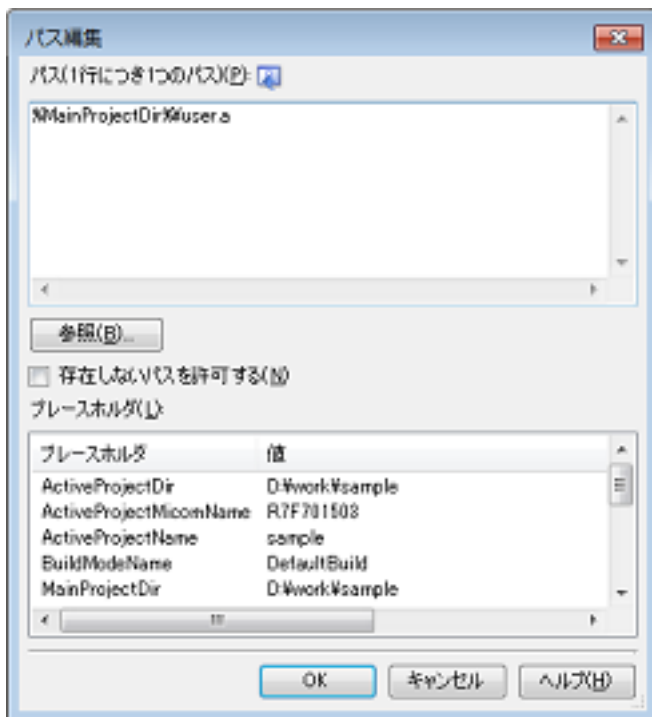 パス編集
パス(1行につき1つのパス)(P):
%MainProjectDir%¥user.a
参照(B)...
存在しないパスを許可する(N)
プレースホルダ(L):
プレースホルダ 値
ActiveProjectDir D:¥work¥sample
ActiveProjectMicomName R7F701503
ActiveProjectName sample
BuildModeName DefaultBuild
MainProjectDir D:¥work¥sample
OK キャンセル ヘルプ(H)